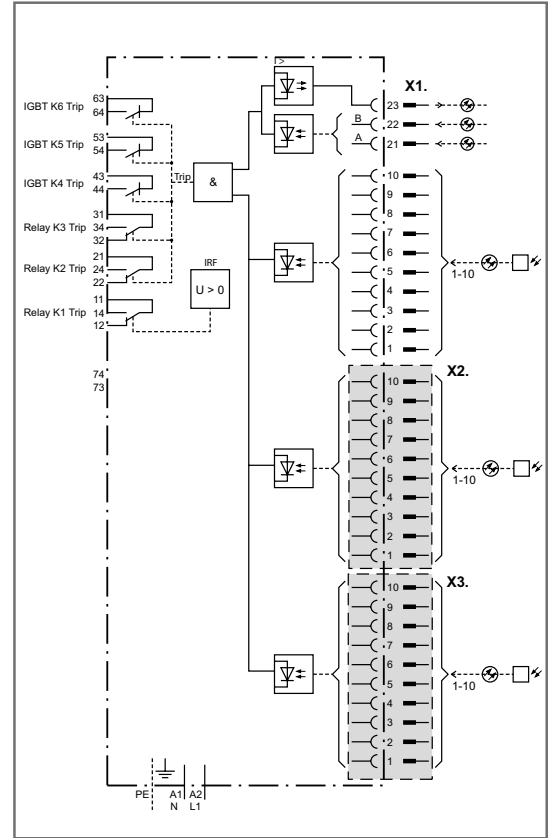 I >
X1.
63
IGBT K6 Trip
64
23
B
22
A
21
53
IGBT K5 Trip
54
43
IGBT K4 Trip
44
Trip
&
31
Relay K3 Trip
34
32
21
Relay K2 Trip
24
22
IRF
U > 0
11
Relay K1 Trip
14
12
74
73
10
9
8
7
6
5
4
3
2
1
1-10
X2.
10
9
8
7
6
5
4
3
2
1
1-10
X3.
10
9
8
7
6
5
4
3
2
1
1-10
PE
A1
A2
N
L1